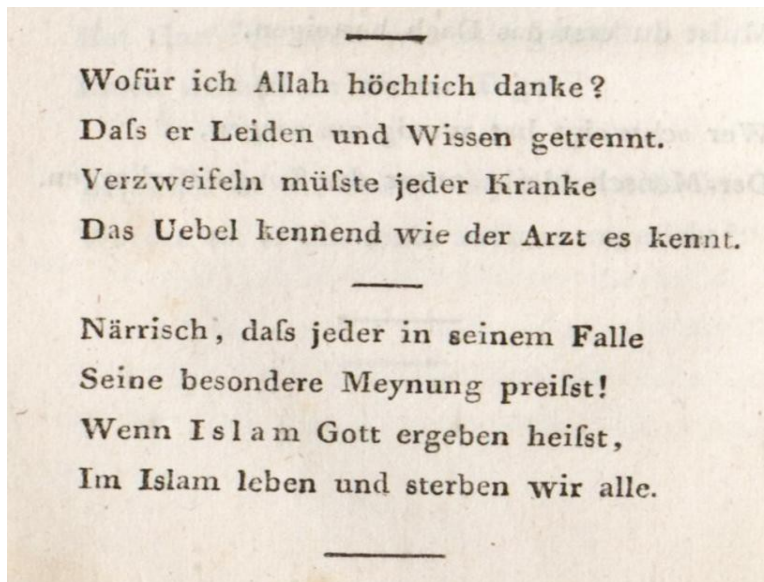 Wofür ich Allah höchlich danke?
Daſs er Leiden und Wissen getrennt.
Verzweifeln müſste jeder Kranke
Das Uebel kennend wie der Arzt es kennt.
Närrisch, daſs jeder in seinem Falle
Seine besondere Meynung preiſst!
Wenn Islam Gott ergeben heiſst,
Im Islam leben und sterben wir alle.